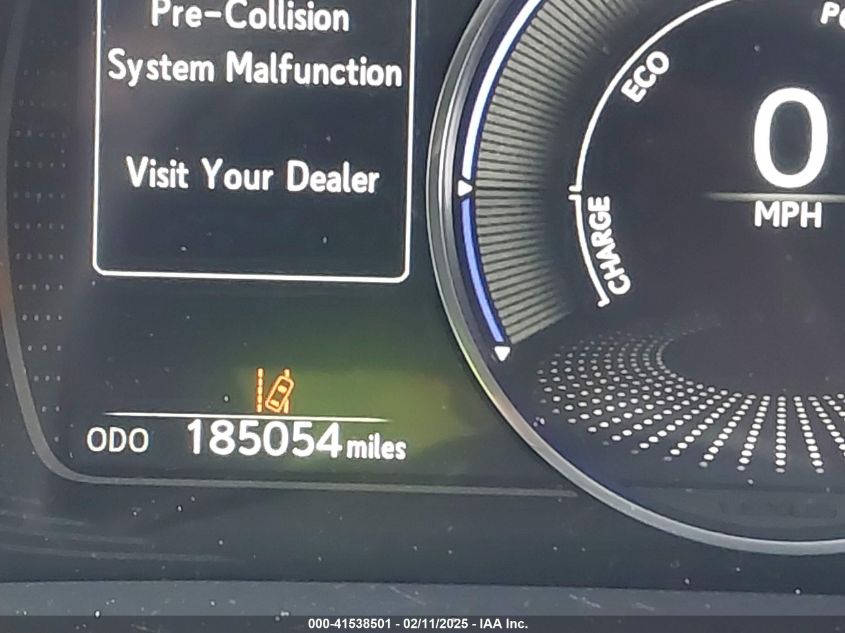 Pre-Collision
System Malfunction
Visit Your Dealer
ODO 185054 miles
ECO
CHARGE
0
MPH
000-41538501 - 02/11/2025 - IAA Inc.